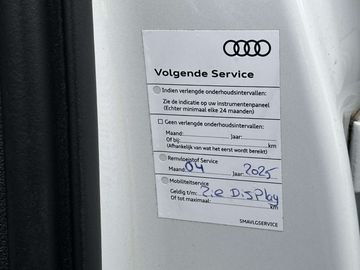 Volgende Service
Indien verlengde onderhoudsintervallen:
Zie de indicatie op uw instrumentenpaneel
(Echter minimaal elke 24 maanden)
Geen verlengde onderhoudsintervallen:
Maand: Jaar:
Of bij: km
(Afhankelijk van wat het eerst wordt bereikt)
Remvloeistof Service
Maand: 04 Jaar: 2025
Mobiliteitservice
Geldig t/m: Zie Display
Of tot maximaal: km
SMAVLGSERVICE